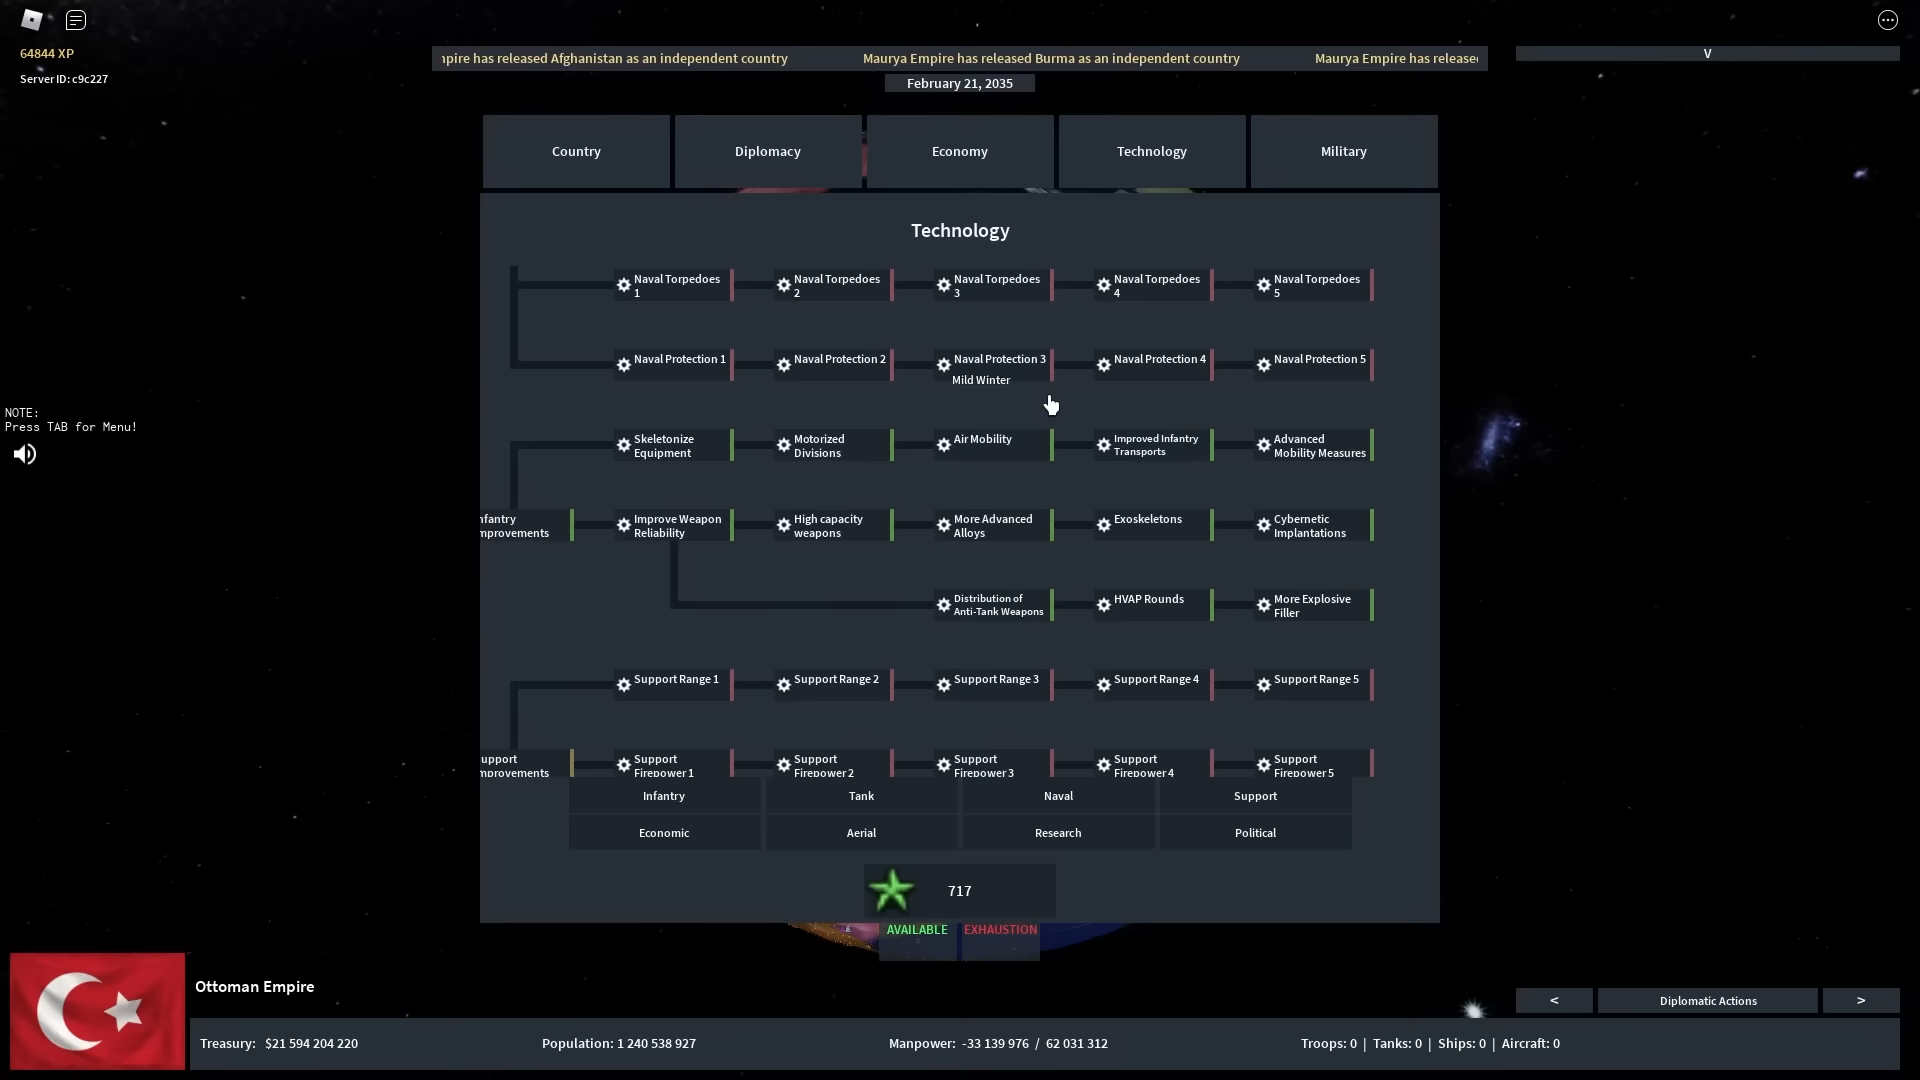 64844 XP
Server ID: c9c227
npire has released Afghanistan as an independent country
Maurya Empire has released Burma as an independent country
Maurya Empire has released
V
February 21, 2035
Country
Diplomacy
Economy
Technology
Military
Technology
Naval Torpedoes
1
Naval Torpedoes
2
Naval Torpedoes
3
Naval Torpedoes
4
Naval Torpedoes
5
Naval Protection 1
Naval Protection 2
Naval Protection 3
Naval Protection 4
Naval Protection 5
Mild Winter
NOTE:
Press TAB for Menu!
Skeletonize
Equipment
Motorized
Divisions
Air Mobility
Improved Infantry
Transports
Advanced
Mobility Measures
nfantry
mprovements
Improve Weapon
Reliability
High capacity
weapons
More Advanced
Alloys
Exoskeletons
Cybernetic
Implantations
Distribution of
Anti-Tank Weapons
HVAP Rounds
More Explosive
Filler
Support Range 1
Support Range 2
Support Range 3
Support Range 4
Support Range 5
upport
mprovements
Support
Firepower 1
Support
Firepower 2
Support
Firepower 3
Support
Firepower 4
Support
Firepower 5
Infantry
Tank
Naval
Support
Economic
Aerial
Research
Political
717
AVAILABLE
EXHAUSTION
Ottoman Empire
<
Diplomatic Actions
>
Treasury: $21 594 204 220
Population: 1 240 538 927
Manpower: -33 139 976 / 62 031 312
Troops: 0 | Tanks: 0 | Ships: 0 | Aircraft: 0